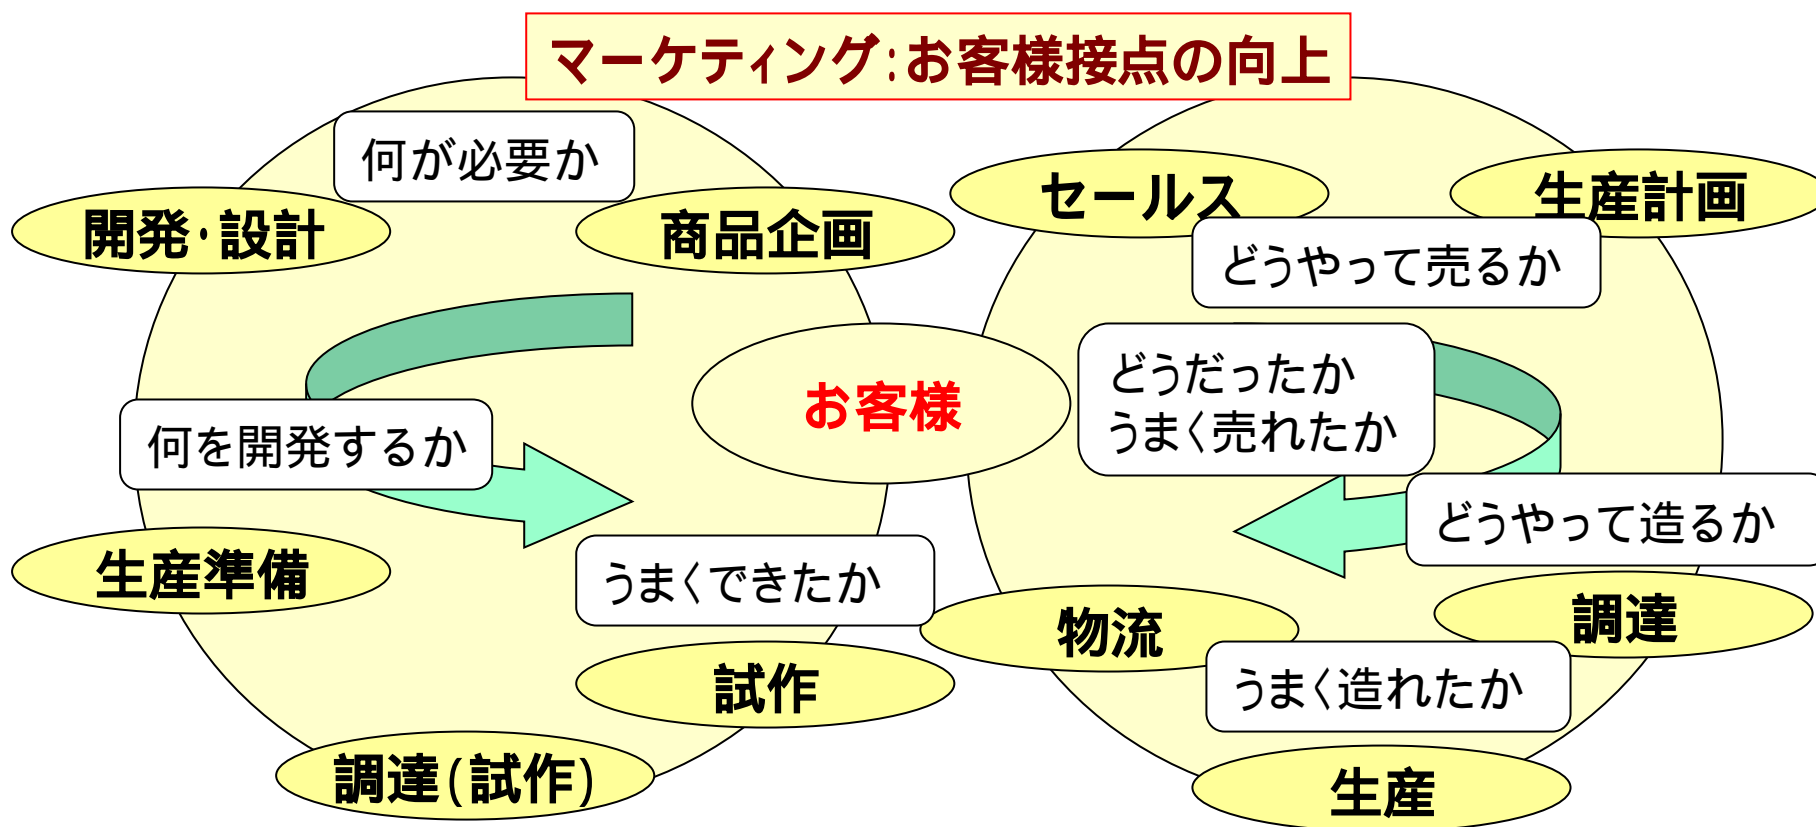 マーケティング:お客様接点の向上
何が必要か
開発・設計
商品企画
セールス
生産計画
どうやって売るか
お客様
どうだったか
うまく売れたか
何を開発するか
どうやって造るか
生産準備
うまくできたか
物流
調達
試作
うまく造れたか
調達(試作)
生産